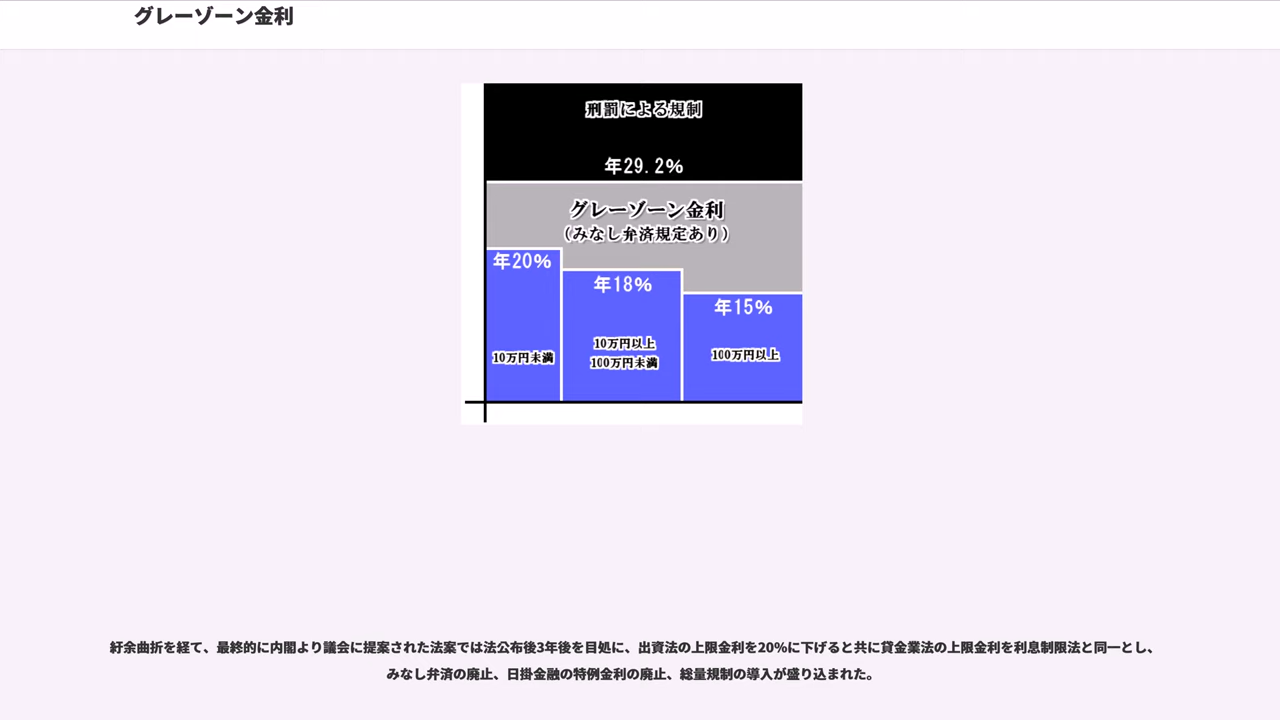 グレーゾーン金利
刑罰による規制
年29.2%
グレーゾーン金利
(みなし弁済規定あり)
年20%
年18%
年15%
10万円未満
10万円以上
100万円未満
100万円以上
紆余曲折を経て、最終的に内閣より議会に提案された法案では法公布後3年後を目処に、出資法の上限金利を20%に下げると共に貸金業法の上限金利を利息制限法と同一とし、
みなし弁済の廃止、日掛金融の特例金利の廃止、総量規制の導入が盛り込まれた。